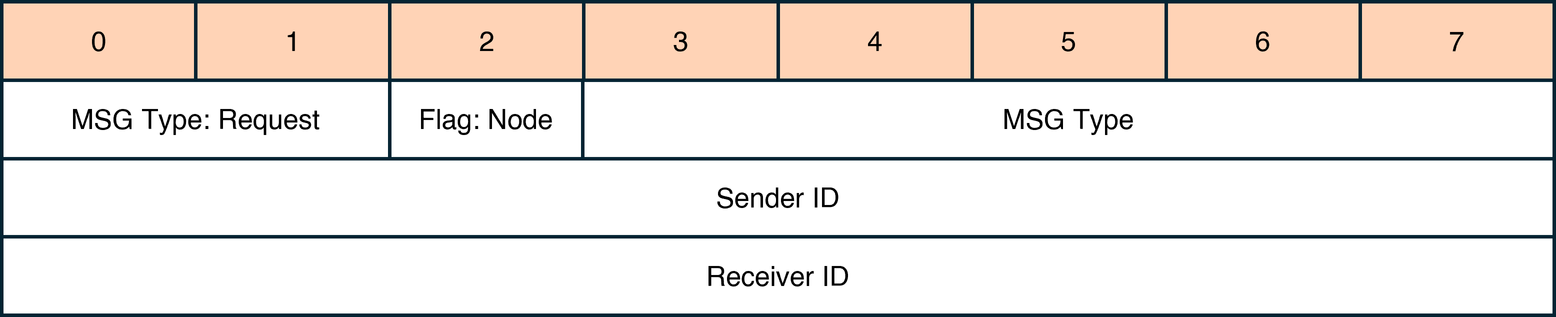 0 1 2 3 4 5 6 7
MSG Type: Request Flag: Node MSG Type
Sender ID
Receiver ID